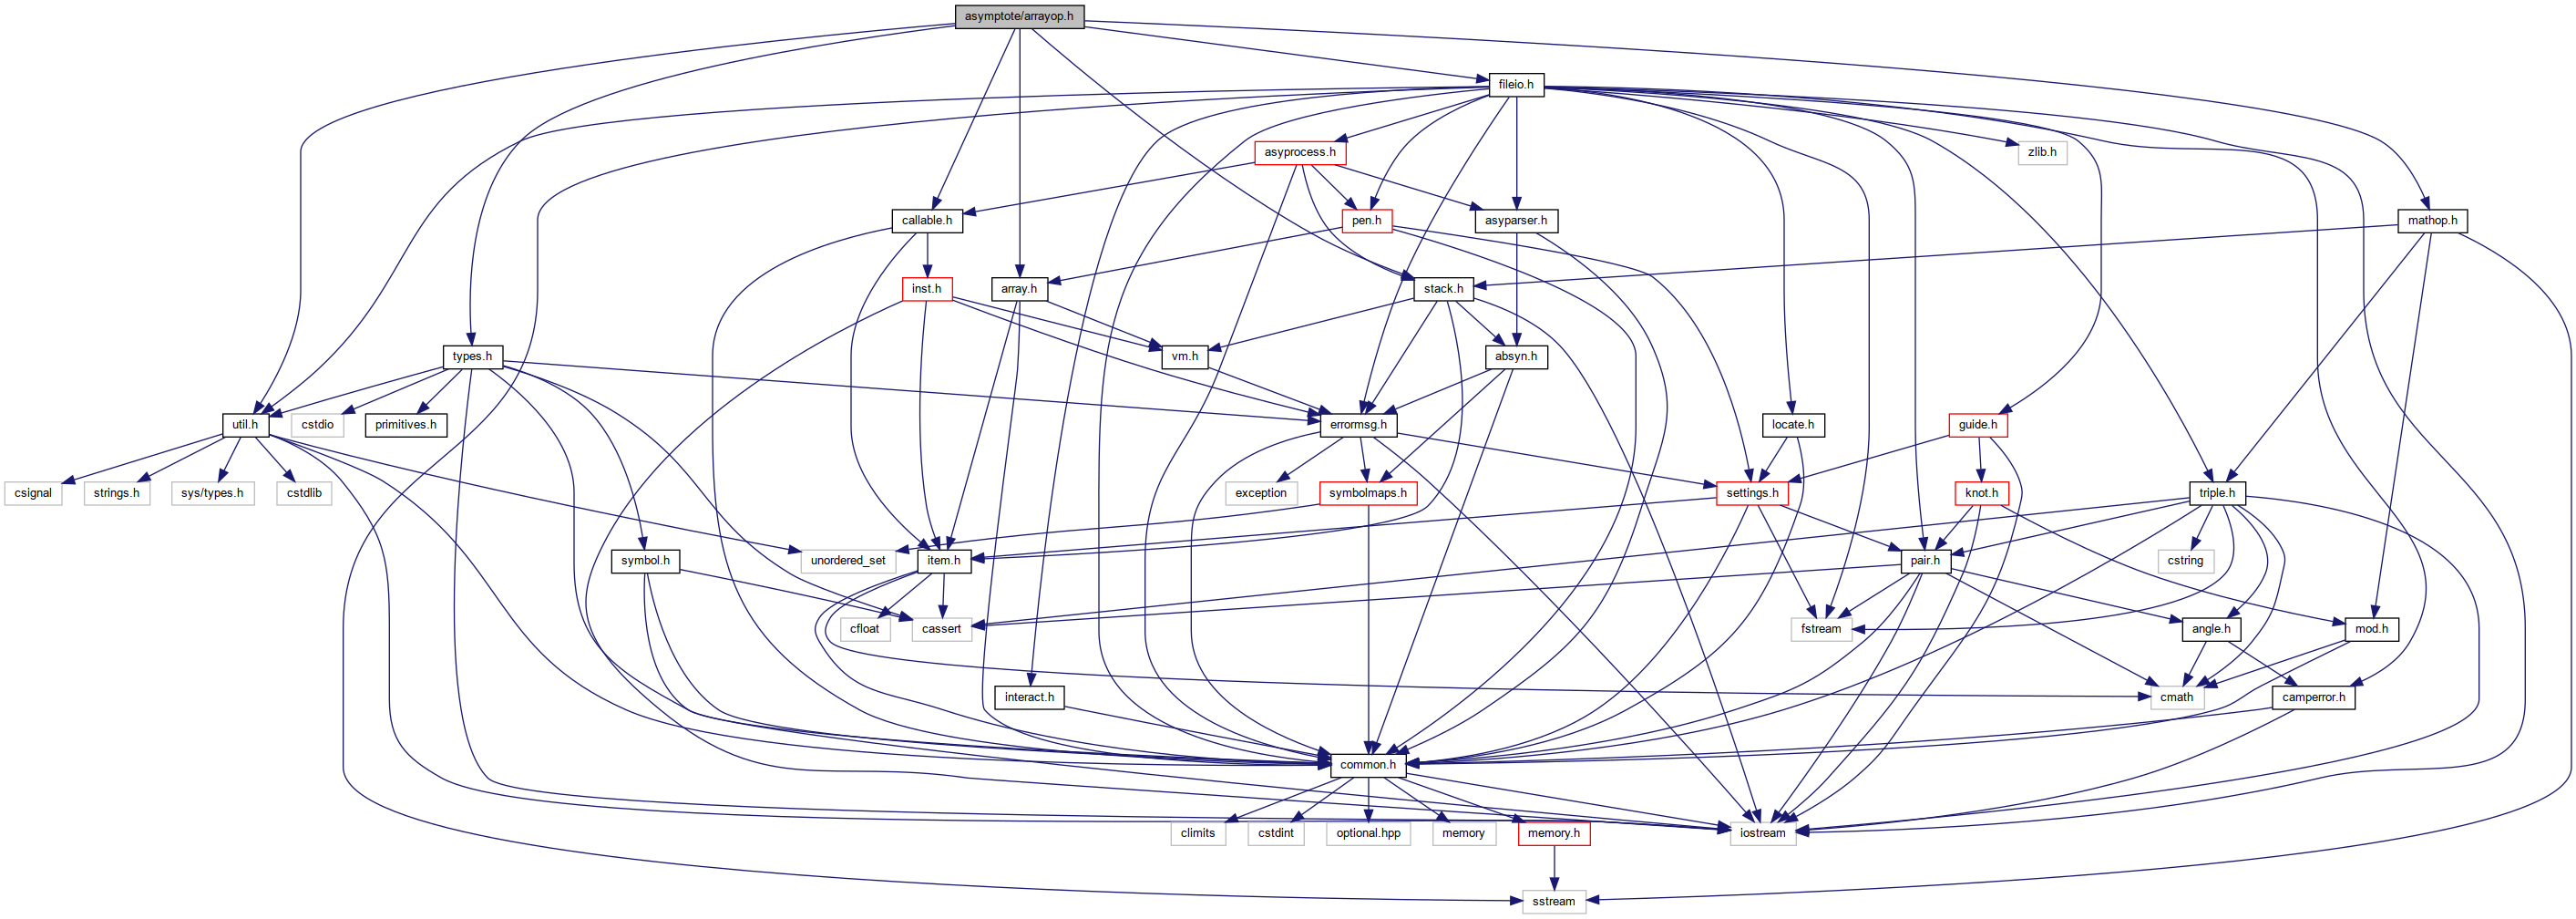 asymptote/arrayop.h
fileio.h
asyprocess.h
zlib.h
callable.h
pen.h
asyparser.h
mathop.h
inst.h
array.h
stack.h
types.h
vm.h
absyn.h
util.h
cstdio
primitives.h
errormsg.h
locate.h
guide.h
csignal
strings.h
sys/types.h
cstdlib
exception
symbolmaps.h
settings.h
knot.h
triple.h
symbol.h
unordered_set
item.h
pair.h
cstring
cfloat
cassert
fstream
angle.h
mod.h
interact.h
cmath
camperror.h
common.h
climits
cstdint
optional.hpp
memory
memory.h
iostream
sstream